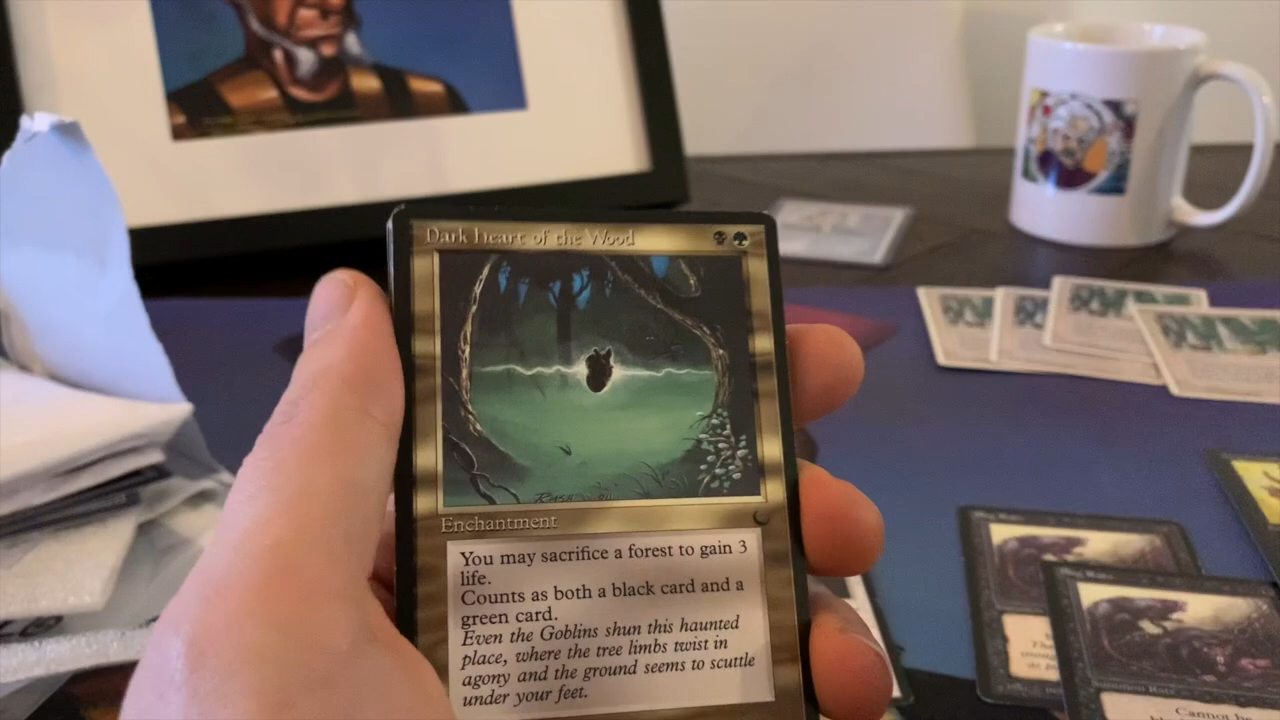 Dark Heart of the Wood
Enchantment
You may sacrifice a forest to gain 3
life.
Counts as both a black card and a
green card.
Even the Goblins shun this haunted
place, where the tree limbs twist in
agony and the ground seems to scuttle
under your feet.
Cannot be